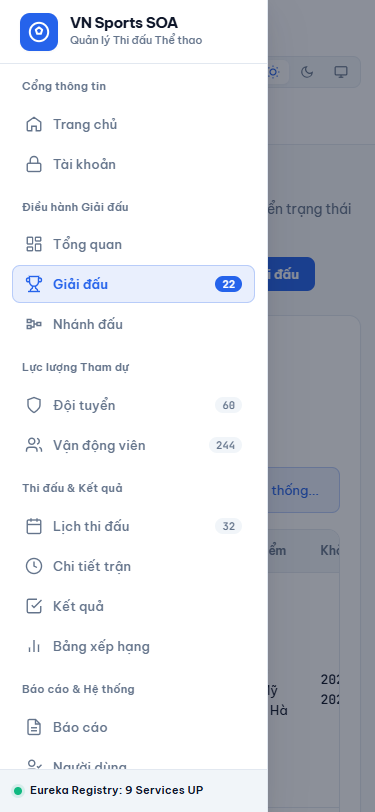 VN Sports SOA
Quản lý Thi đấu Thể thao
Cổng thông tin
Trang chủ
Tài khoản
Điều hành Giải đấu
Tổng quan
Giải đấu 22
Nhánh đấu
Lực lượng Tham dự
Đội tuyển 60
Vận động viên 244
Thi đấu & Kết quả
Lịch thi đấu 32
Chi tiết trận
Kết quả
Bảng xếp hạng
Báo cáo & Hệ thống
Báo cáo
Người dùng
Eureka Registry: 9 Services UP
ển trạng thái
i đấu
thống...
ểm
Hà